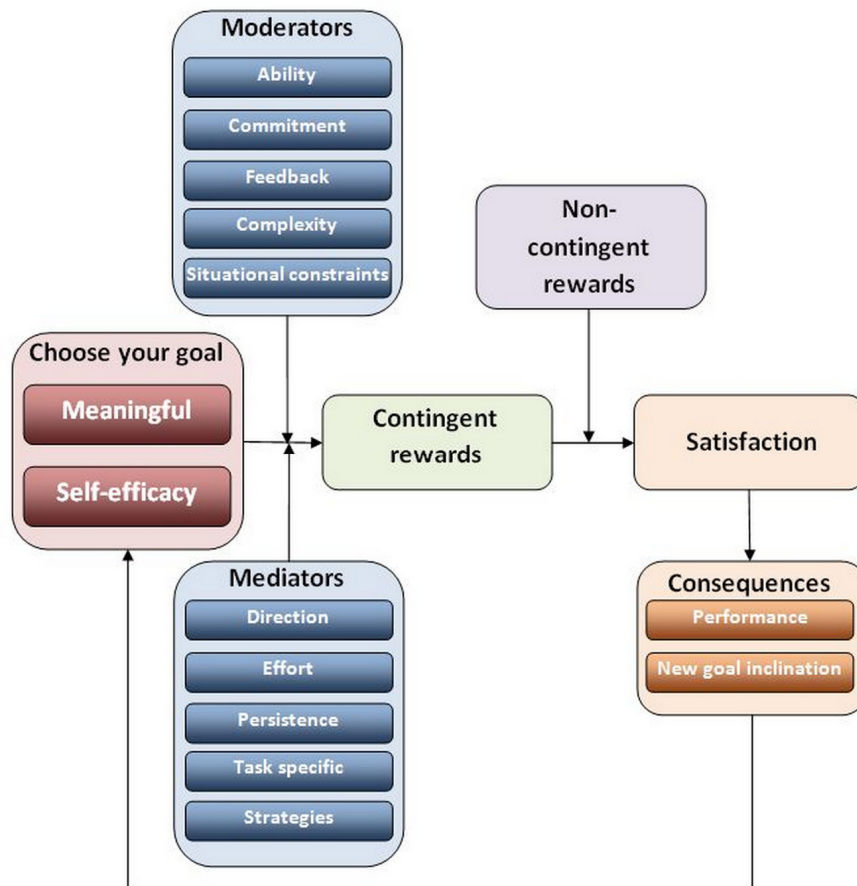 Moderators
Ability
Commitment
Feedback
Complexity
Situational constraints
Non-
contingent
rewards
Choose your goal
Meaningful
Self-efficacy
Contingent
rewards
Satisfaction
Mediators
Direction
Effort
Persistence
Task specific
Strategies
Consequences
Performance
New goal inclination